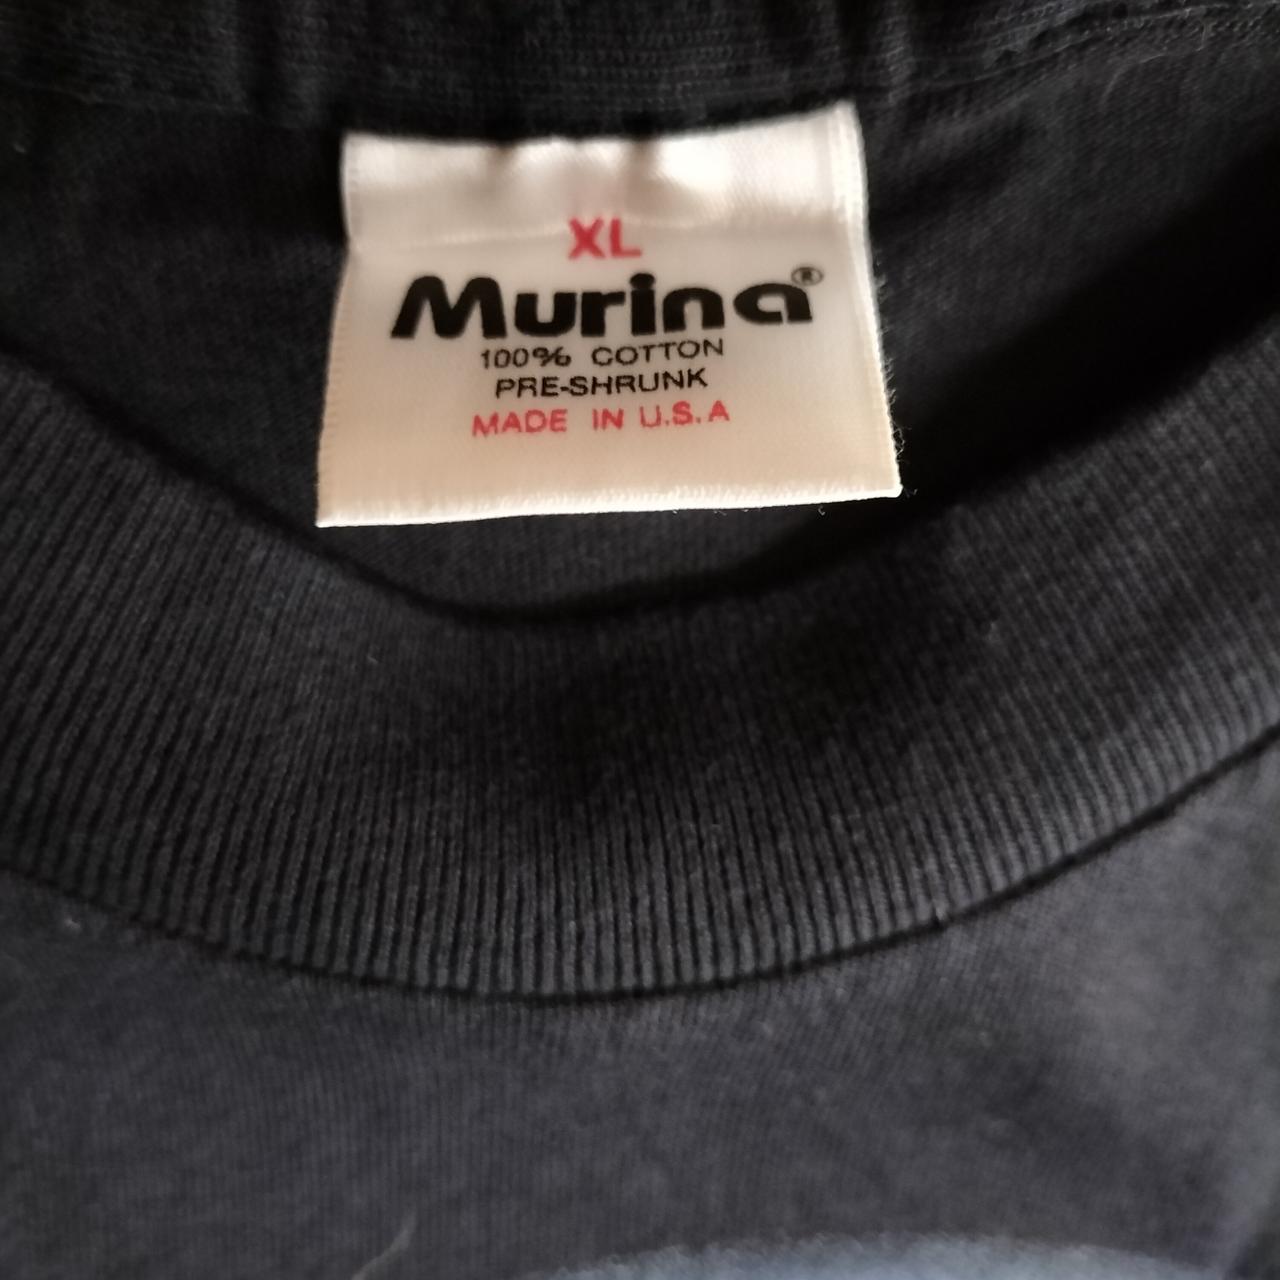 XL
Murina®
100% COTTON
PRE-SHRUNK
MADE IN U.S.A